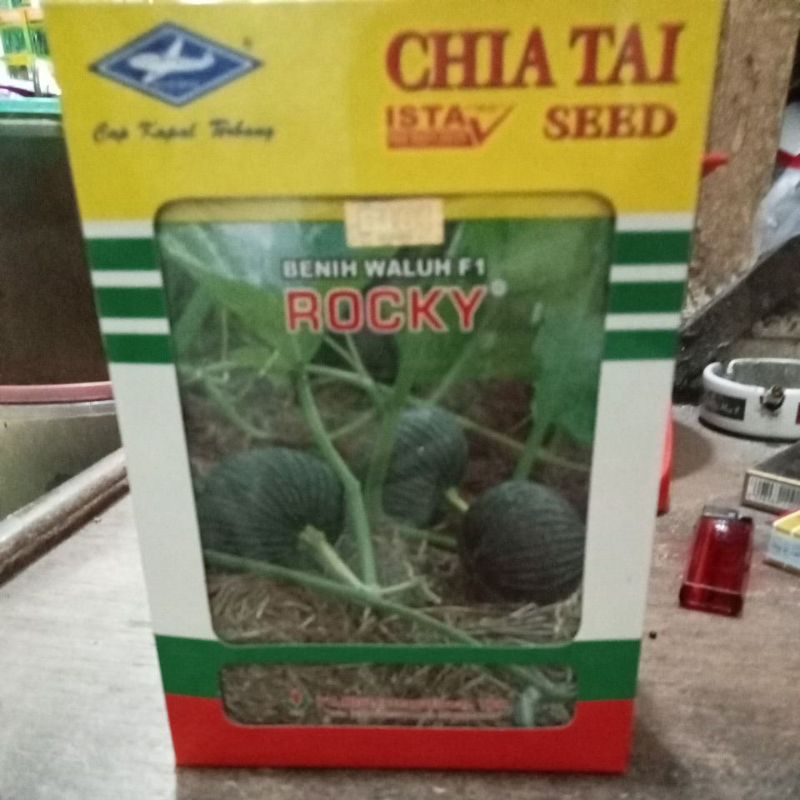 CHIA TAI
ISTA
SEED
Cap Kapal Terbang
BENIH WALUH F1
ROCKY®